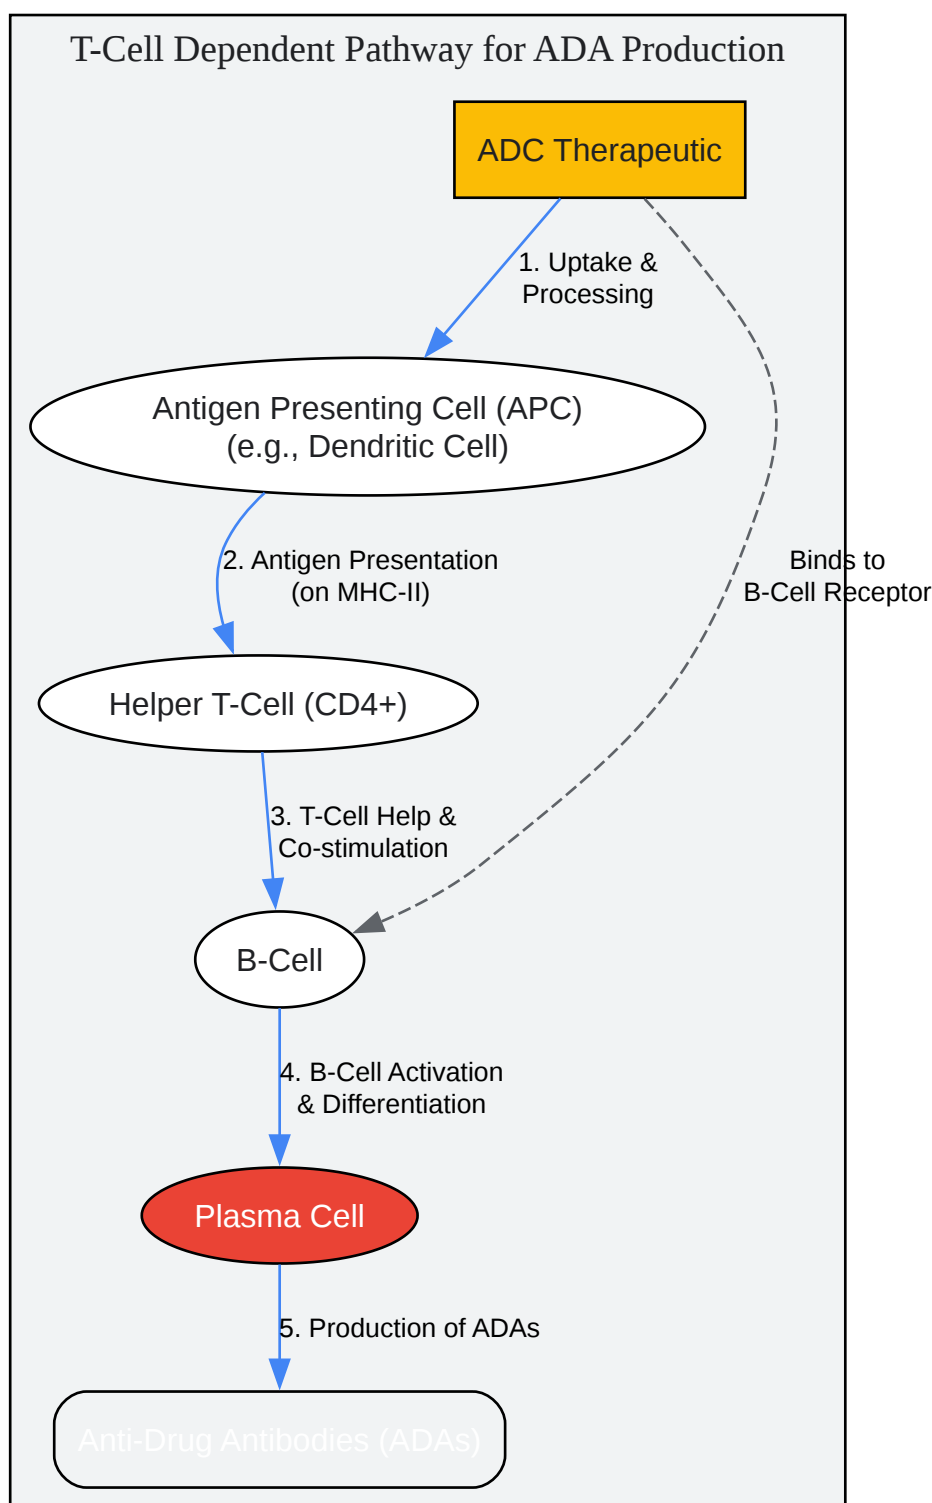 T-Cell Dependent Pathway for ADA Production
ADC Therapeutic
1. Uptake &
Processing
Antigen Presenting Cell (APC)
(e.g., Dendritic Cell)
2. Antigen Presentation
(on MHC-II)
Binds to
B-Cell Receptor
Helper T-Cell (CD4+)
3. T-Cell Help &
Co-stimulation
B-Cell
4. B-Cell Activation
& Differentiation
Plasma Cell
5. Production of ADAs
Anti-Drug Antibodies (ADAs)